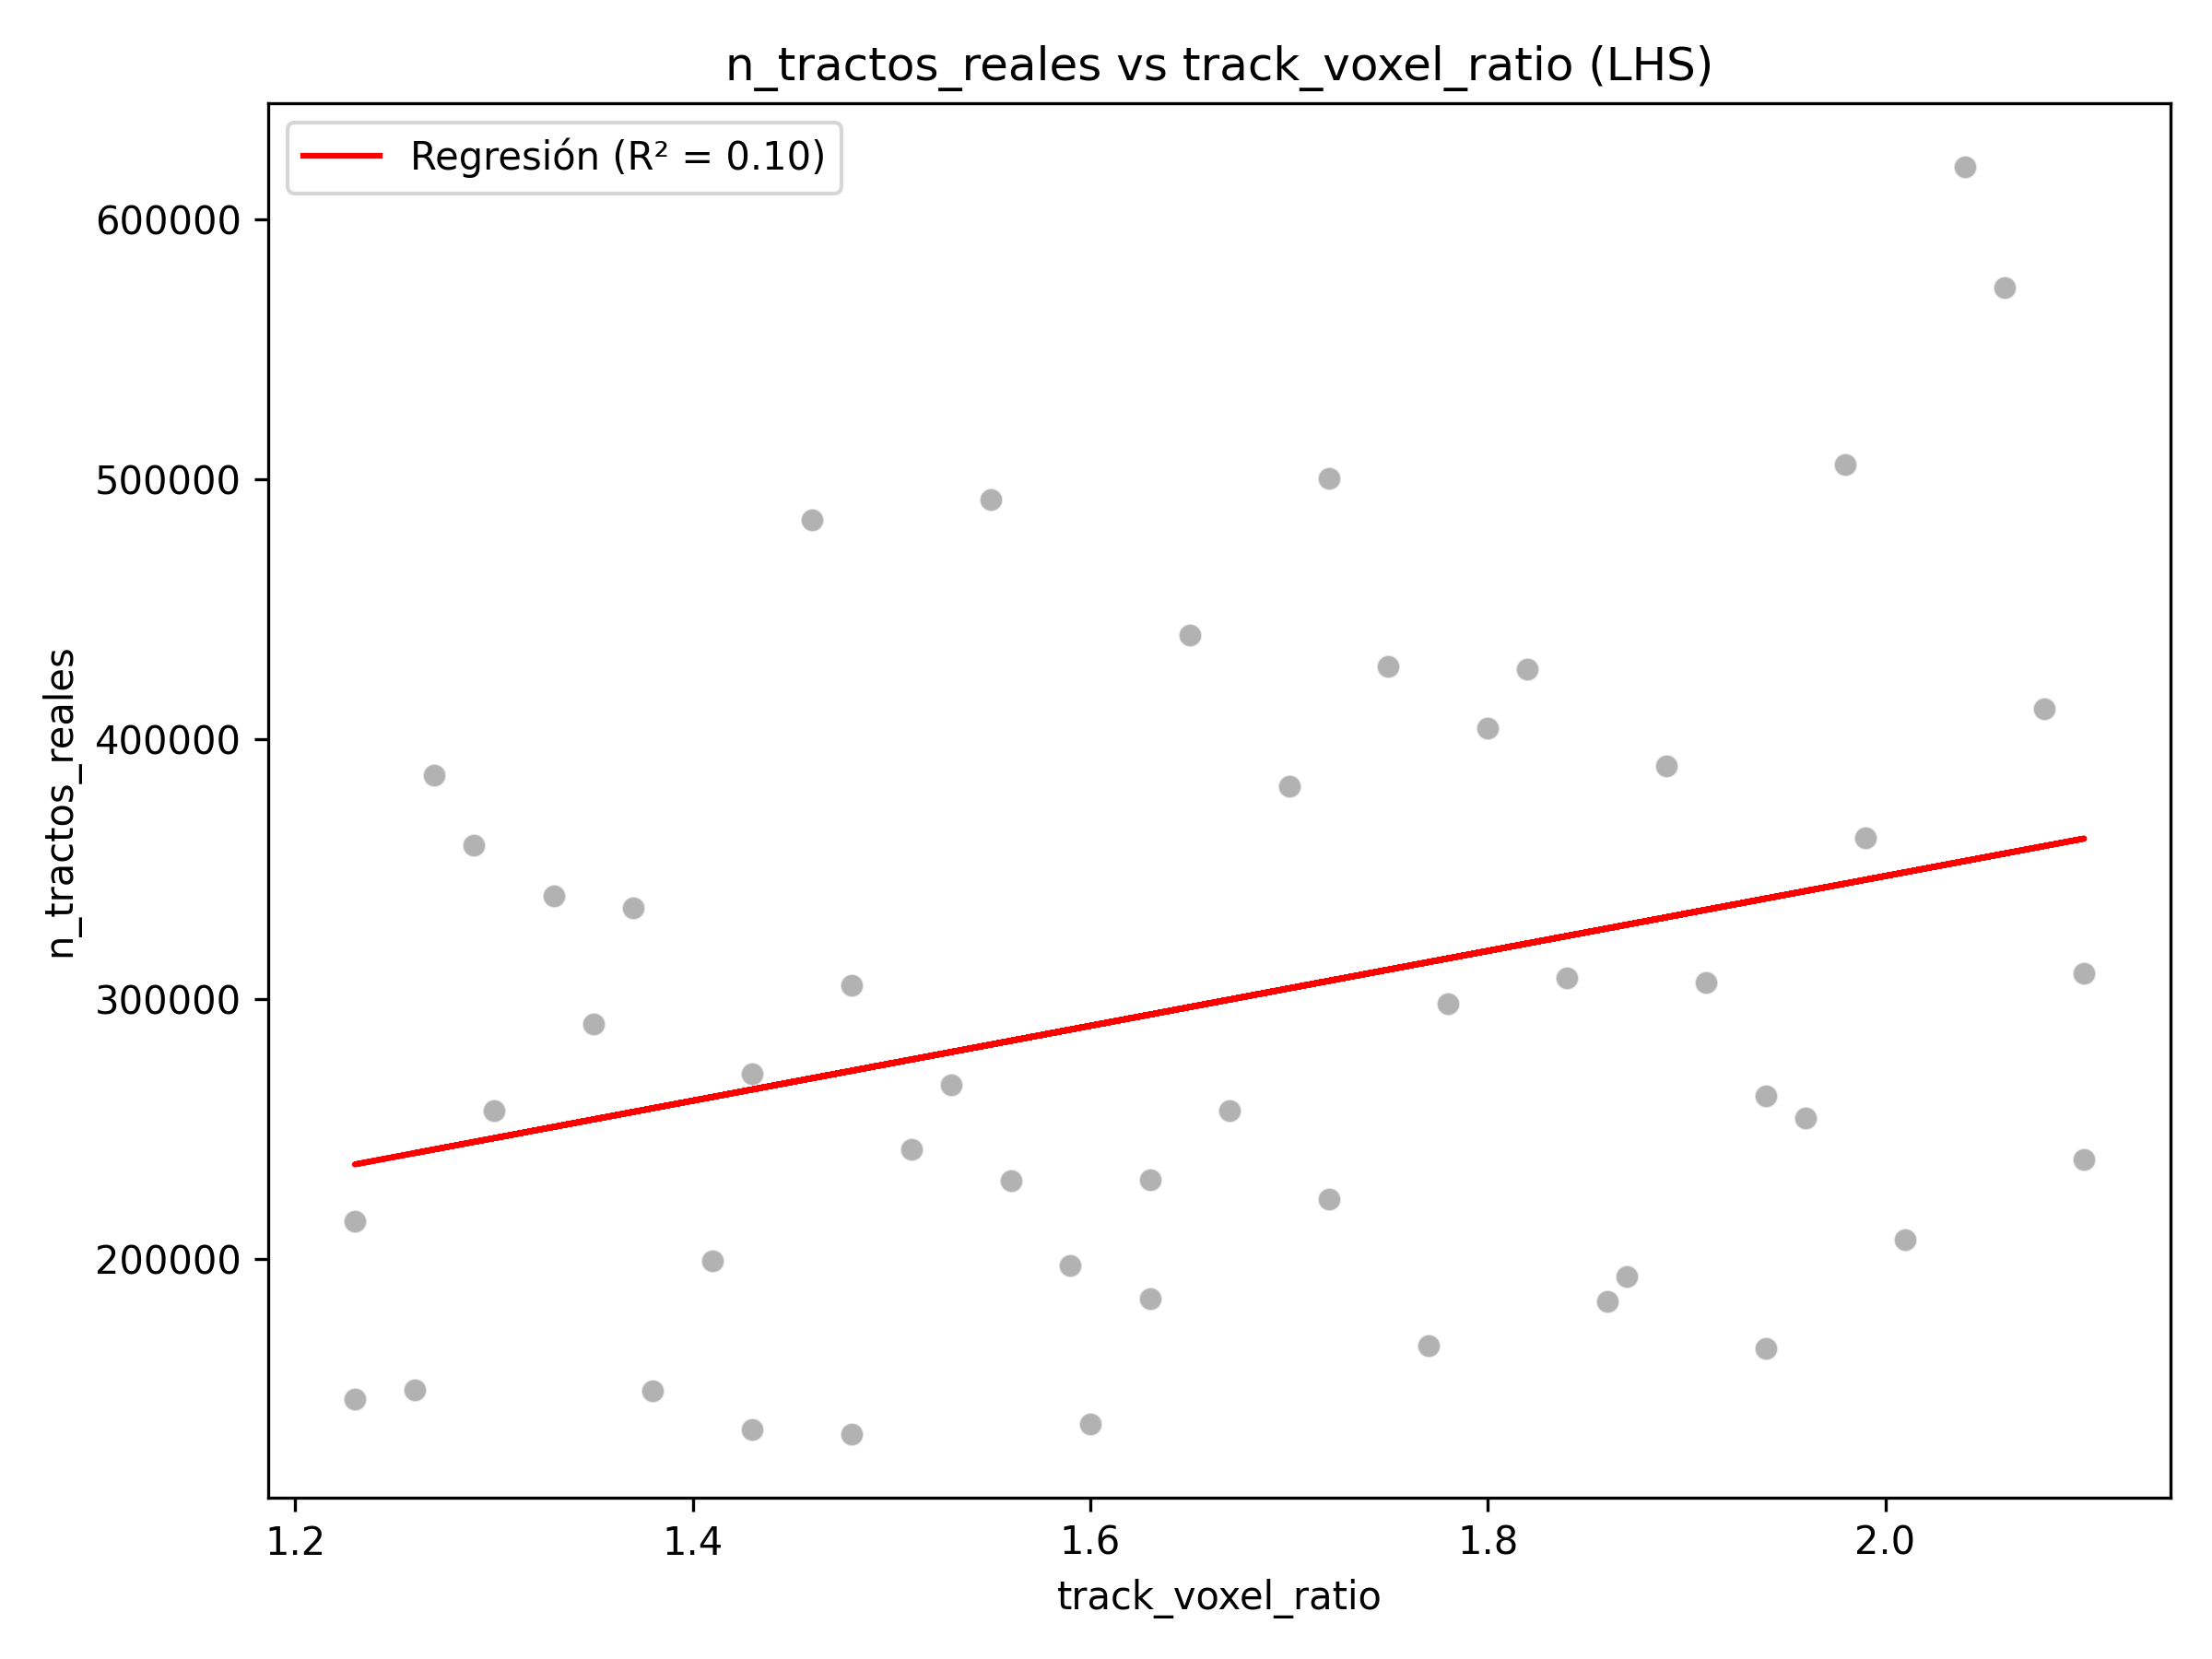 n_tractos_reales vs track_voxel_ratio (LHS)
Regresión (R² = 0.10)
600000
500000
400000
300000
200000
n_tractos_reales
1.2 1.4 1.6 1.8 2.0
track_voxel_ratio